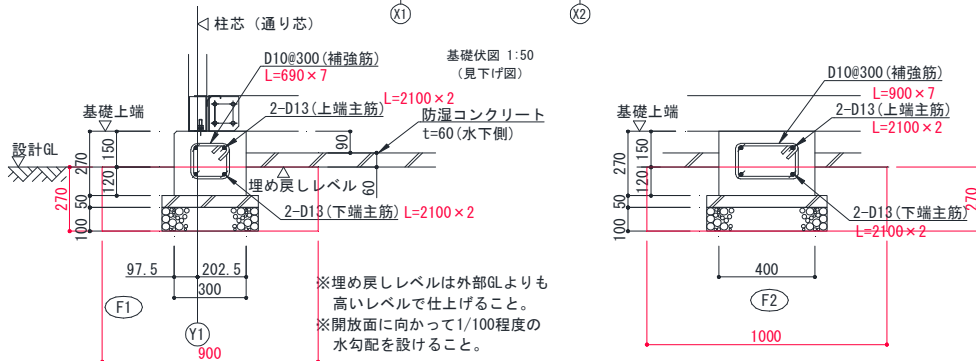 X1
X2
柱芯（通り芯）
基礎伏図 1:50
（見下げ図）
D10@300(補強筋)
L=690×7
L=2100×2
2-D13(上端主筋)
防湿コンクリート
t=60(水下側)
基礎上端
設計GL
270
150
120
50
100
270
90
60
埋め戻しレベル
2-D13(下端主筋)
L=2100×2
97.5
202.5
300
F1
Y1
900
※埋め戻しレベルは外部GLよりも
高いレベルで仕上げること。
※開放面に向かって1/100程度の
水勾配を設けること。
D10@300(補強筋)
L=900×7
2-D13(上端主筋)
L=2100×2
基礎上端
270
150
120
50
100
270
2-D13(下端主筋)
L=2100×2
400
F2
1000